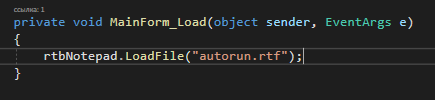 ссылка: 1
private void MainForm_Load(object sender, EventArgs e)
{
rtbNotepad.LoadFile("autorun.rtf");
}